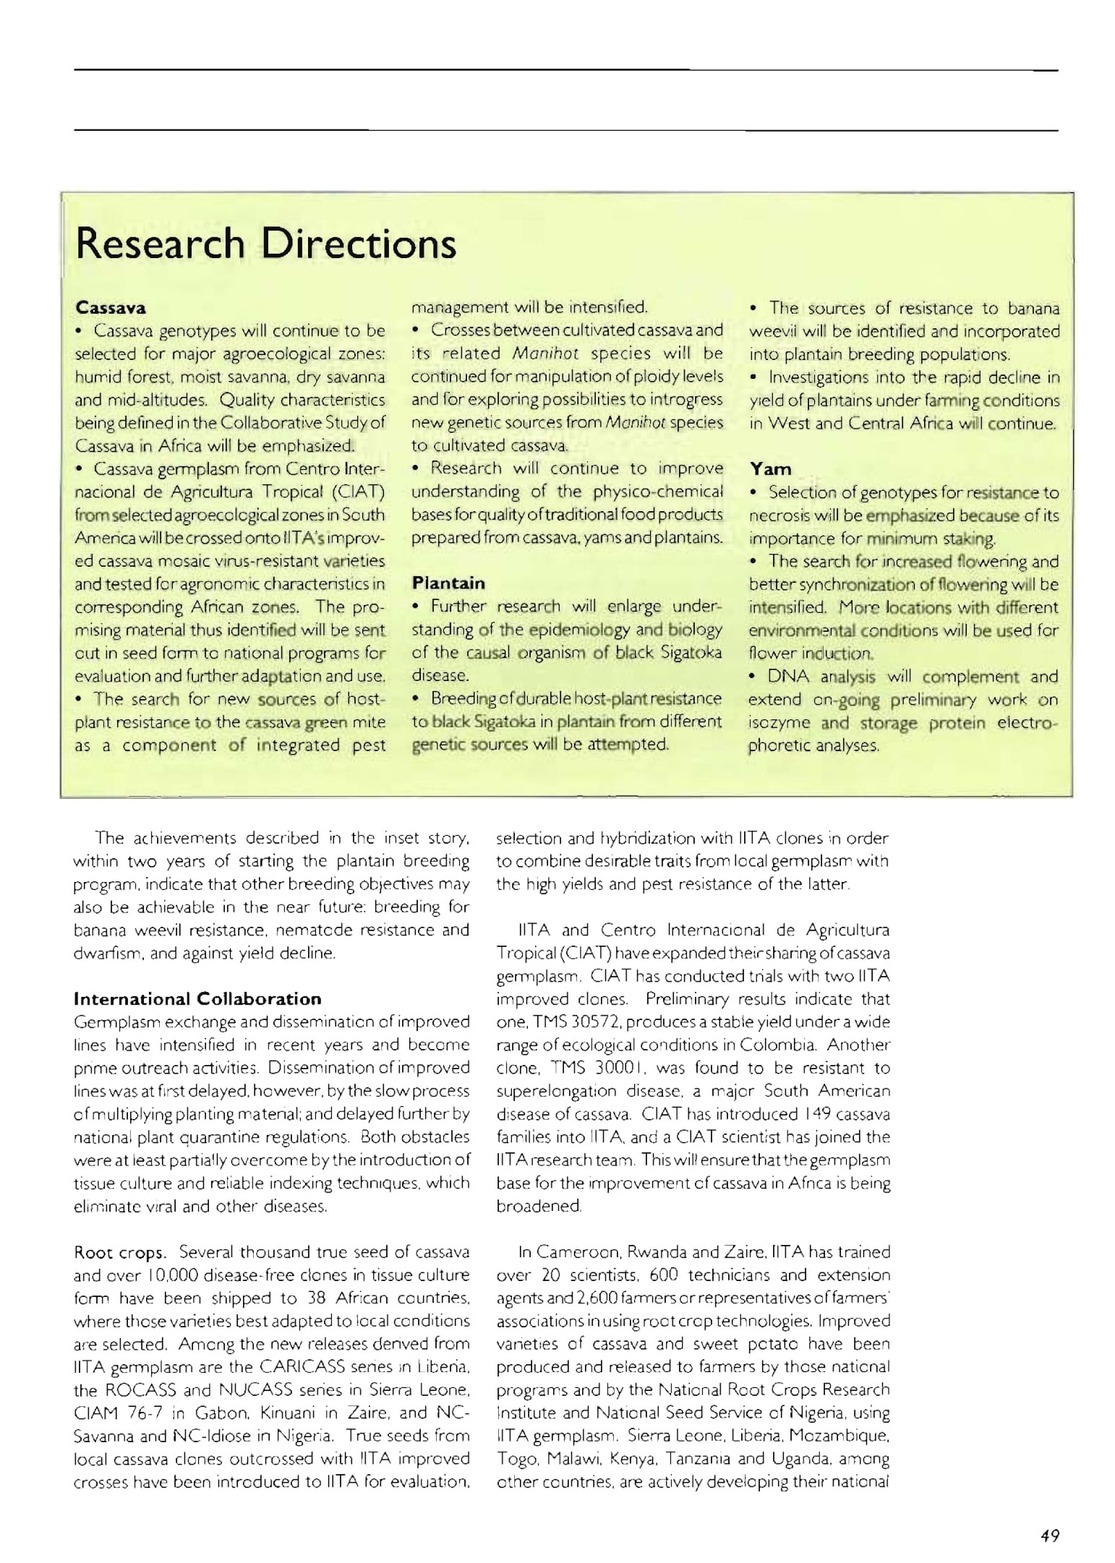 Research Directions
Cassava
• Cassava genotypes will continue to be
selected for major agroecological zones:
humid forest, moist savanna, dry savanna
and mid-altitudes. Quality characteristics
being defined in the Collaborative Study of
Cassava in Africa will be emphasized.
• Cassava germplasm from Centro Inter-
nacional de Agricultura Tropical (CIAT)
from selected agroecological zones in South
America will be crossed onto IITA's improv-
ed cassava mosaic virus-resistant varieties
and tested for agronomic characteristics in
corresponding African zones. The pro-
mising material thus identified will be sent
out in seed form to national programs for
evaluation and further adaptation and use.
• The search for new sources of host-
plant resistance to the cassava green mite
as a component of integrated pest
management will be intensified.
• Crosses between cultivated cassava and
its related Manihot species will be
continued for manipulation of ploidy levels
and for exploring possibilities to introgress
new genetic sources from Manihot species
to cultivated cassava.
• Research will continue to improve
understanding of the physico-chemical
bases for quality of traditional food products
prepared from cassava, yams and plantains.
Plantain
• Further research will enlarge under-
standing of the epidemiology and biology
of the causal organism of black Sigatoka
disease.
• Breeding of durable host-plant resistance
to black Sigatoka in plantain from different
genetic sources will be attempted.
• The sources of resistance to banana
weevil will be identified and incorporated
into plantain breeding populations.
• Investigations into the rapid decline in
yield of plantains under farming conditions
in West and Central Africa will continue.
Yam
• Selection of genotypes for resistance to
necrosis will be emphasized because of its
importance for minimum staking.
• The search for increased flowering and
better synchronization of flowering will be
intensified. More locations with different
environmental conditions will be used for
flower induction.
• DNA analysis will complement and
extend on-going preliminary work on
isozyme and storage protein electro-
phoretic analyses.
The achievements described in the inset story,
within two years of starting the plantain breeding
program, indicate that other breeding objectives may
also be achievable in the near future: breeding for
banana weevil resistance, nematode resistance and
dwarfism, and against yield decline.
International Collaboration
Germplasm exchange and dissemination of improved
lines have intensified in recent years and become
prime outreach activities. Dissemination of improved
lines was at first delayed, however, by the slow process
of multiplying planting material; and delayed further by
national plant quarantine regulations. Both obstacles
were at least partially overcome by the introduction of
tissue culture and reliable indexing techniques, which
eliminate viral and other diseases.
Root crops. Several thousand true seed of cassava
and over 10,000 disease-free clones in tissue culture
form have been shipped to 38 African countries,
where those varieties best adapted to local conditions
are selected. Among the new releases derived from
IITA germplasm are the CARICASS series in Liberia,
the ROCASS and NUCASS series in Sierra Leone,
CIAM 76-7 in Gabon, Kinuani in Zaire, and NC-
Savanna and NC-Idiose in Nigeria. True seeds from
local cassava clones outcrossed with IITA improved
crosses have been introduced to IITA for evaluation,
selection and hybridization with IITA clones in order
to combine desirable traits from local germplasm with
the high yields and pest resistance of the latter.
IITA and Centro Internacional de Agricultura
Tropical (CIAT) have expanded their sharing of cassava
germplasm. CIAT has conducted trials with two IITA
improved clones. Preliminary results indicate that
one, TMS 30572, produces a stable yield under a wide
range of ecological conditions in Colombia. Another
clone, TMS 30001, was found to be resistant to
superelongation disease, a major South American
disease of cassava. CIAT has introduced 149 cassava
families into IITA, and a CIAT scientist has joined the
IITA research team. This will ensure that the germplasm
base for the improvement of cassava in Africa is being
broadened.
In Cameroon, Rwanda and Zaire, IITA has trained
over 20 scientists, 600 technicians and extension
agents and 2,600 farmers or representatives of farmers'
associations in using root crop technologies. Improved
varieties of cassava and sweet potato have been
produced and released to farmers by those national
programs and by the National Root Crops Research
Institute and National Seed Service of Nigeria, using
IITA germplasm. Sierra Leone, Liberia, Mozambique,
Togo, Malawi, Kenya, Tanzania and Uganda, among
other countries, are actively developing their national
49